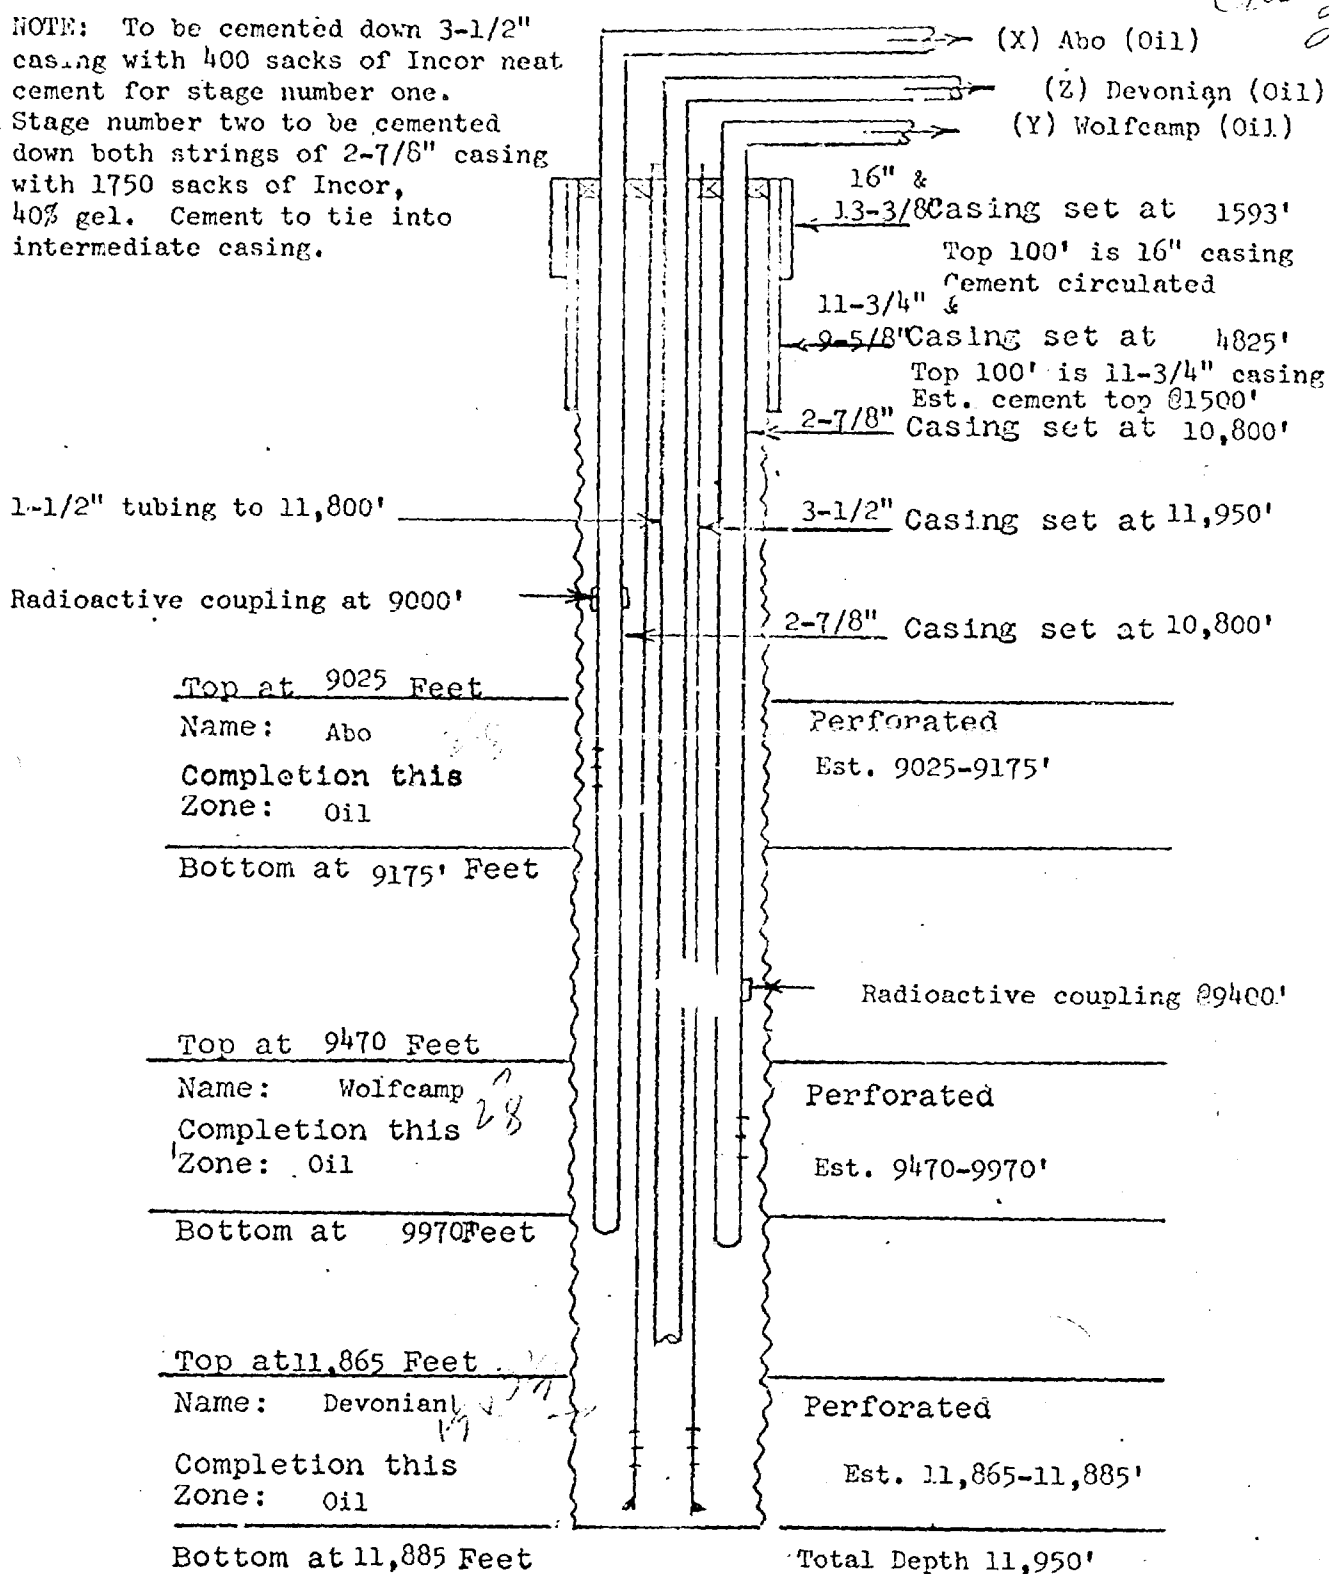 NOTE: To be cemented down 3-1/2"
casing with 400 sacks of Incor neat
cement for stage number one.
Stage number two to be cemented
down both strings of 2-7/8" casing
with 1750 sacks of Incor,
40% gel. Cement to tie into
intermediate casing.
(X) Abo (Oil)
(Z) Devonian (Oil)
(Y) Wolfcamp (Oil)
16" &
13-3/8" Casing set at 1593'
Top 100' is 16" casing
Cement circulated
11-3/4" &
9-5/8" Casing set at 4825'
Top 100' is 11-3/4" casing
Est. cement top @1500'
2-7/8" Casing set at 10,800'
1-1/2" tubing to 11,800'
3-1/2" Casing set at 11,950'
Radioactive coupling at 9000'
2-7/8" Casing set at 10,800'
Top at 9025 Feet
Name: Abo
Perforated
Est. 9025-9175'
Completion this
Zone: Oil
Bottom at 9175' Feet
Radioactive coupling @9400'
Top at 9470 Feet
Name: Wolfcamp
28
Perforated
Completion this
Zone: Oil
Est. 9470-9970'
Bottom at 9970 Feet
Top at 11,865 Feet
Name: Devonian
Perforated
Completion this
Zone: Oil
Est. 11,865-11,885'
Bottom at 11,885 Feet
Total Depth 11,950'